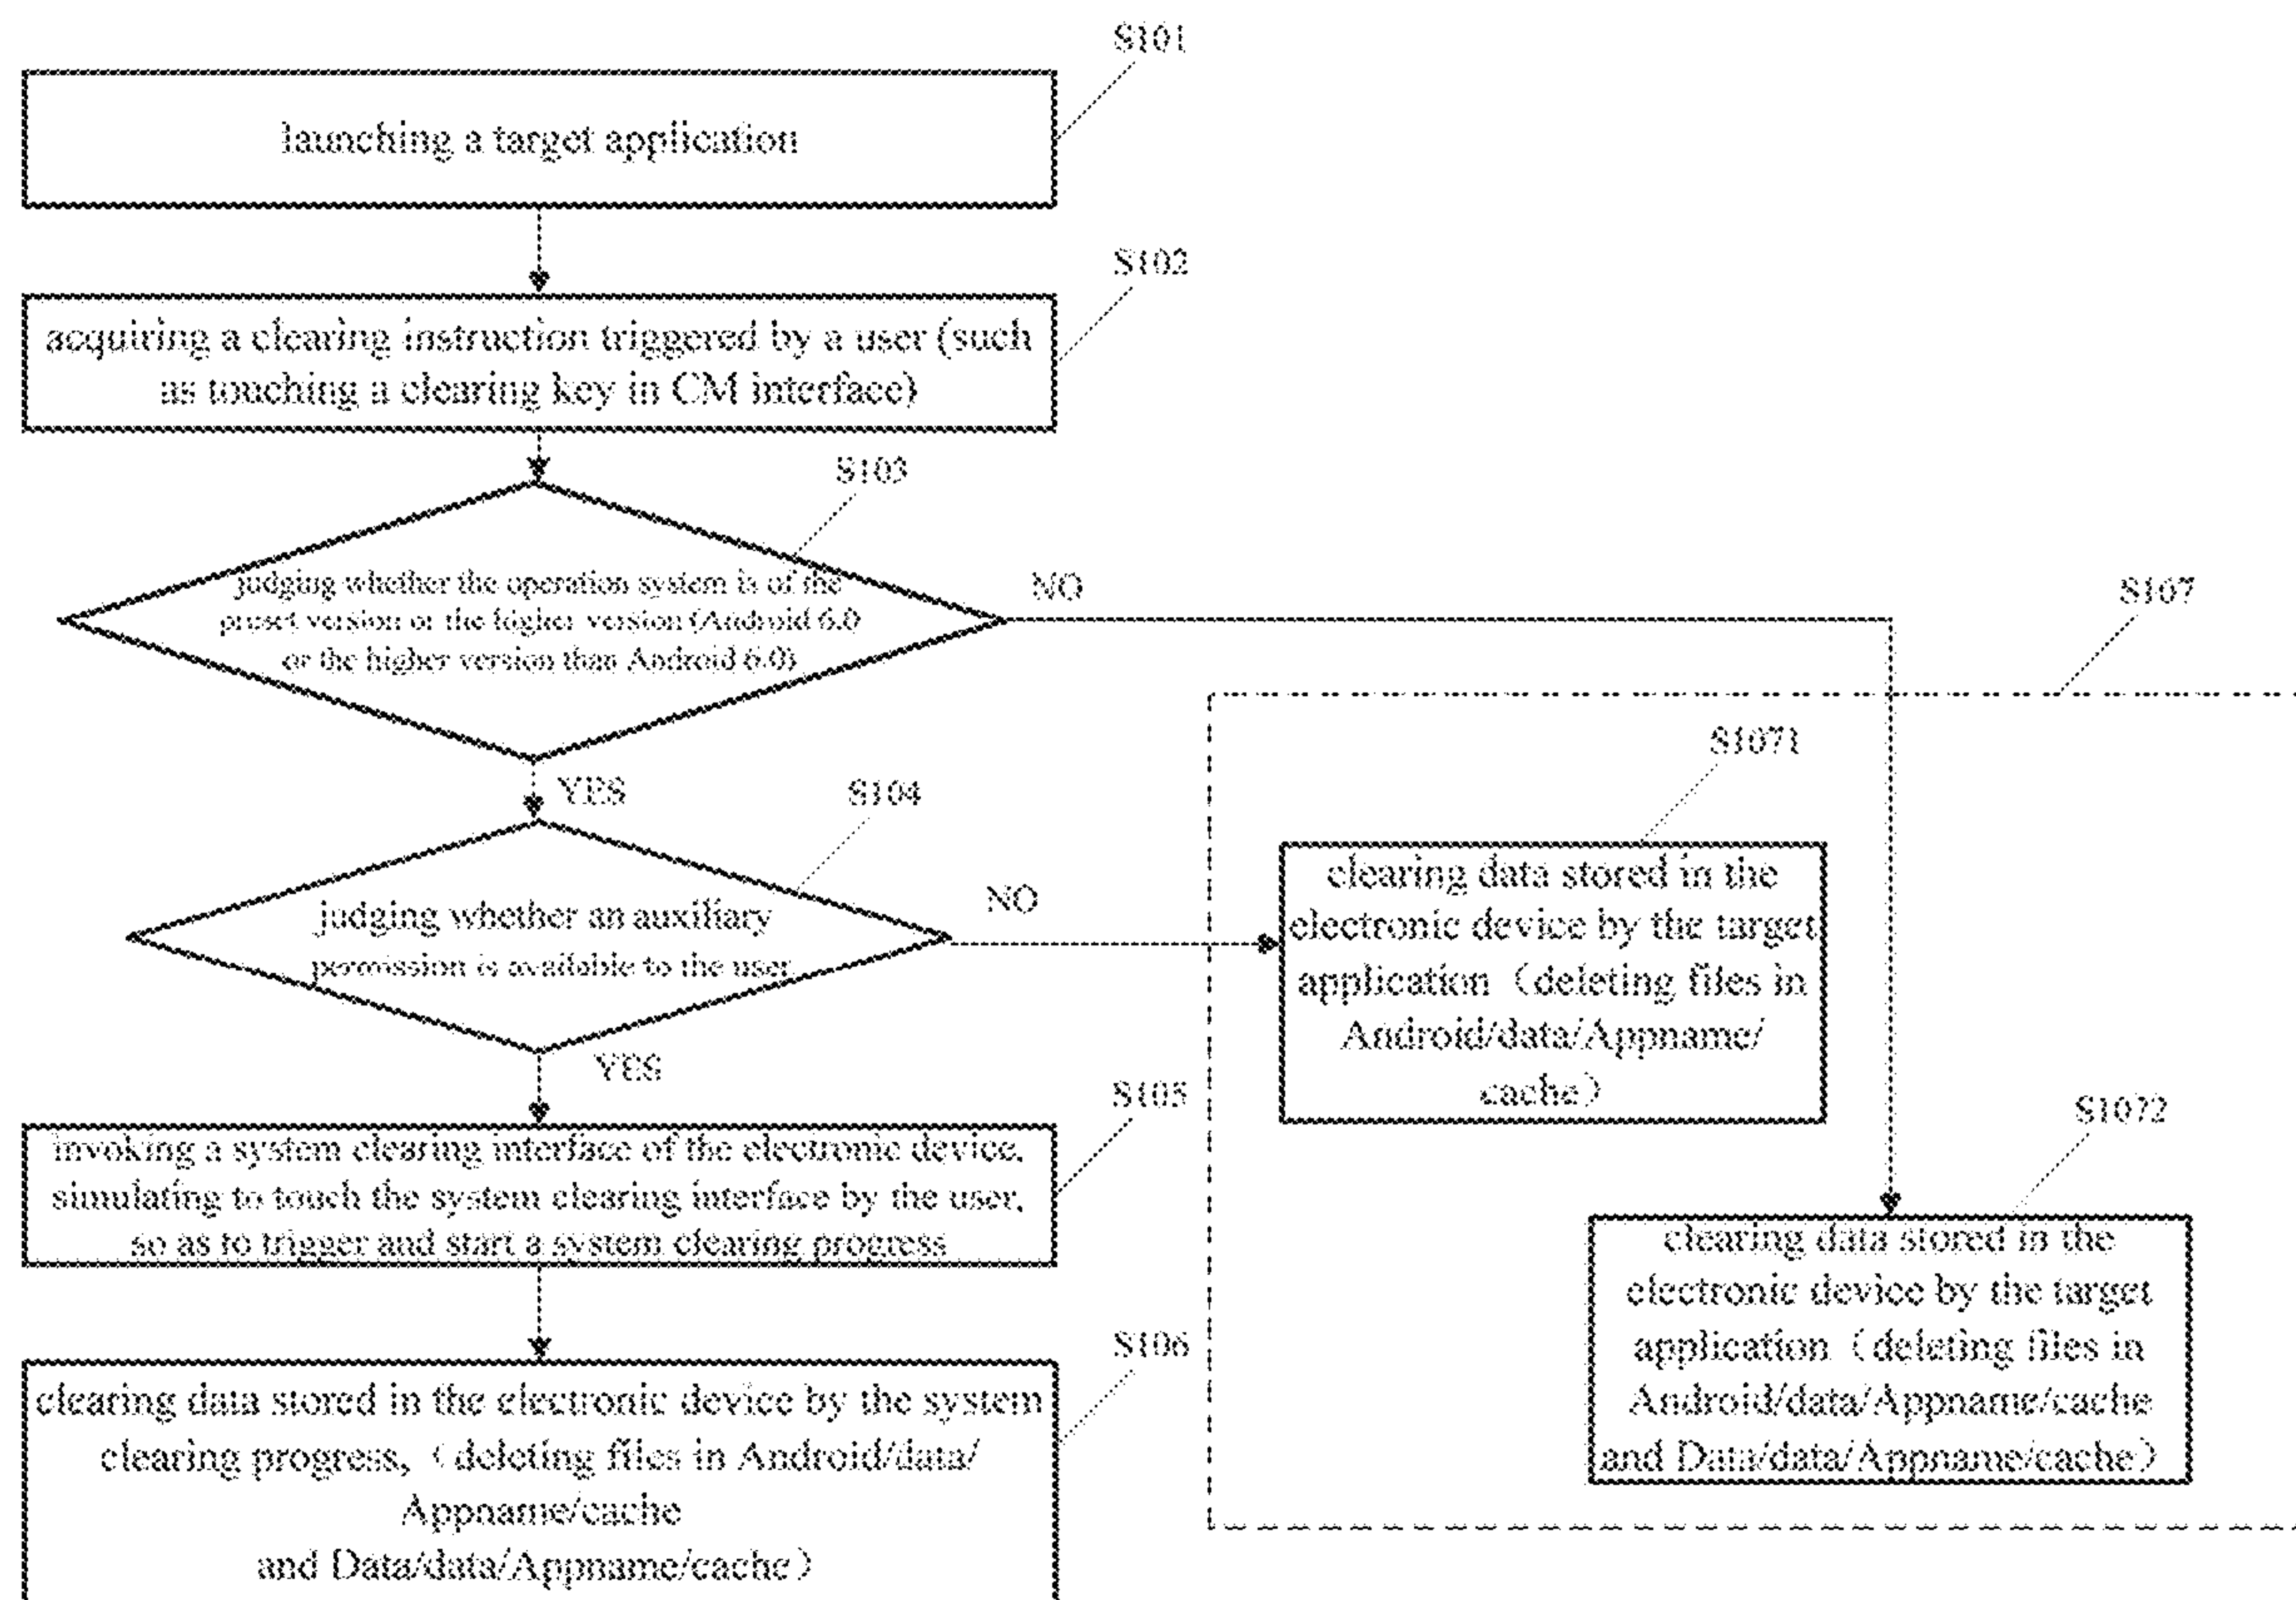 S101
launching a target application
S102
acquiring a clearing instruction triggered by a user (such
as touching a clearing key in CM interface)
S103
judging whether the operation system is of the
preset version or the higher version (Android 6.0
or the higher version than Android 6.0)
NO
YES
S104
judging whether an auxiliary
permission is available to the user
NO
YES
S105
invoking a system clearing interface of the electronic device,
simulating to touch the system clearing interface by the user,
so as to trigger and start a system clearing progress
S106
clearing data stored in the electronic device by the system
clearing progress,（deleting files in Android/data/
Appname/cache
and Data/data/Appname/cache）
S107
S1071
clearing data stored in the
electronic device by the target
application（deleting files in
Android/data/Appname/
cache）
S1072
clearing data stored in the
electronic device by the target
application（deleting files in
Android/data/Appname/cache
and Data/data/Appname/cache）